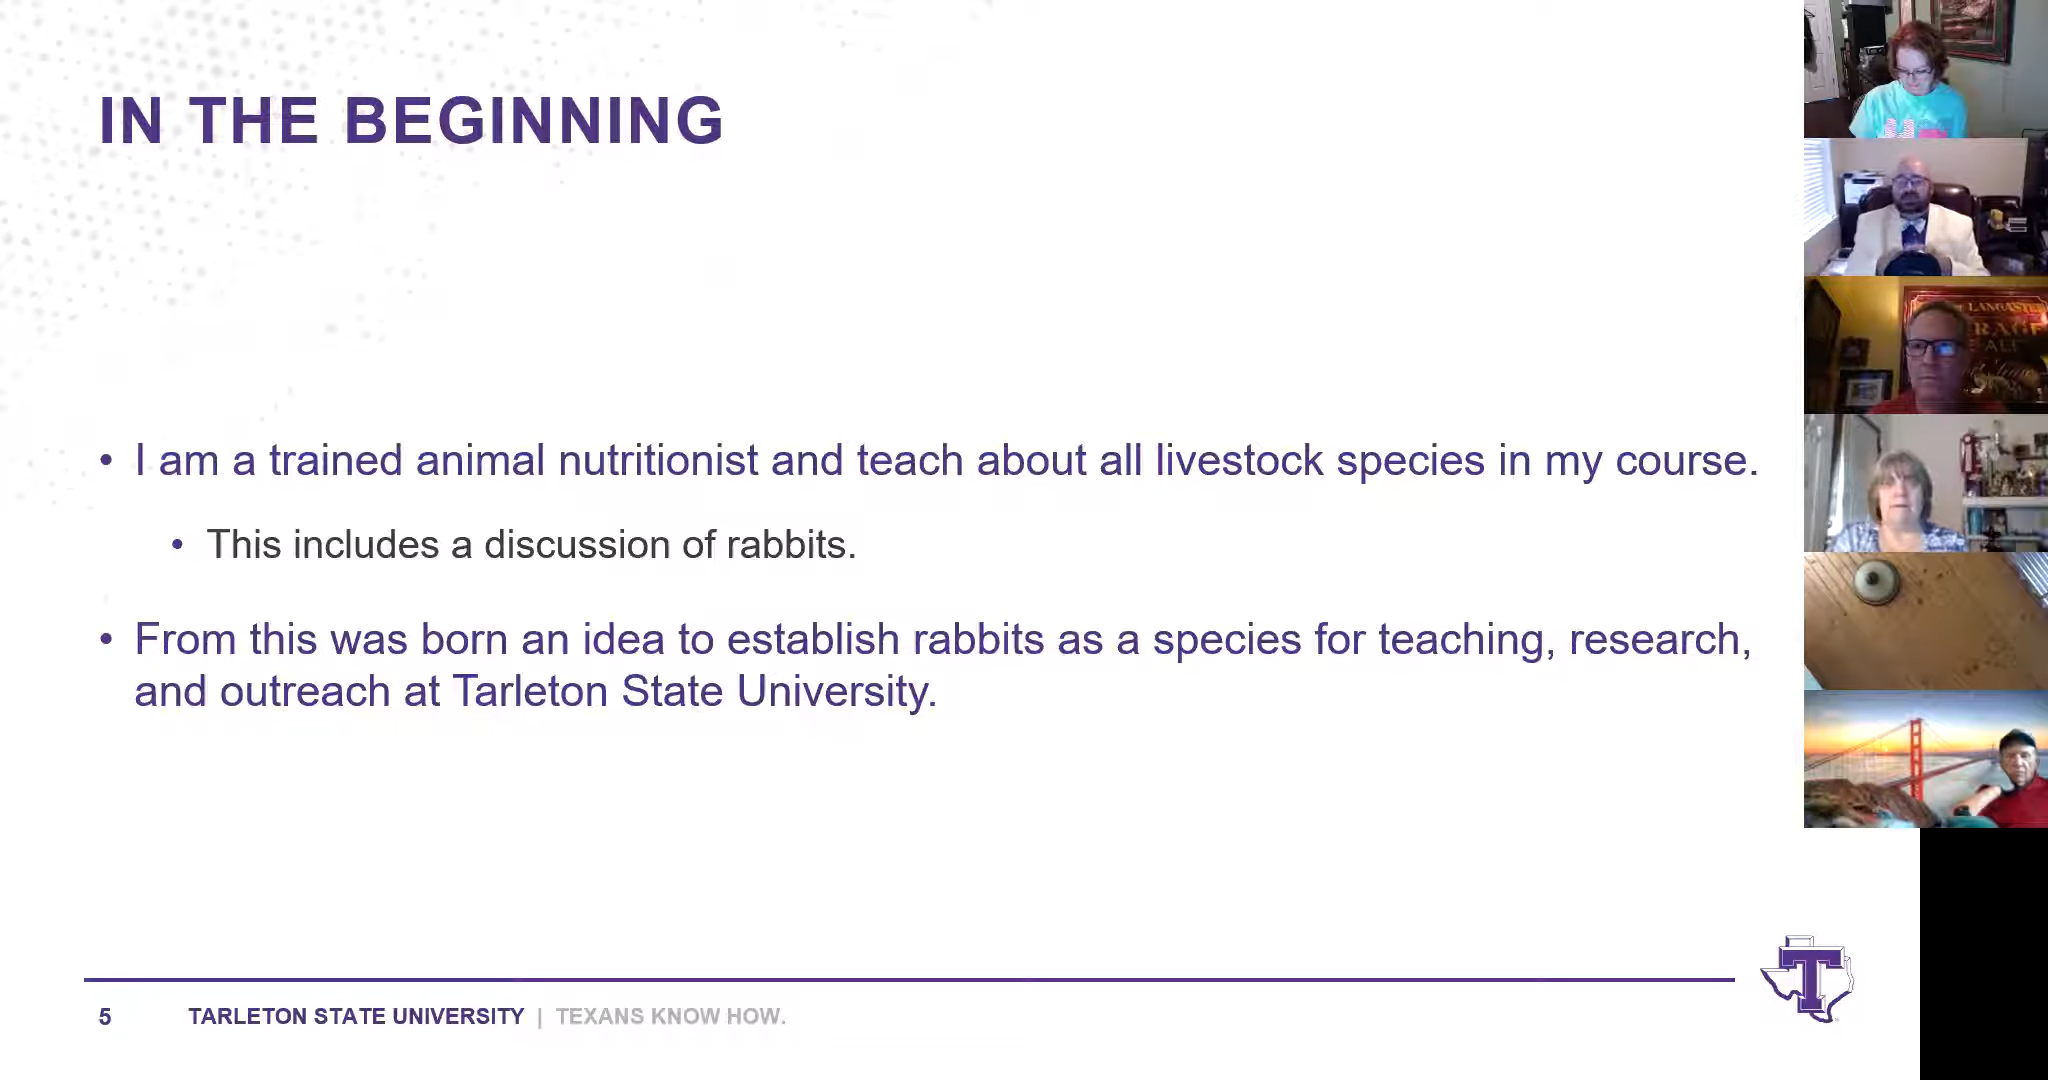 IN THE BEGINNING
• I am a trained animal nutritionist and teach about all livestock species in my course.
• This includes a discussion of rabbits.
• From this was born an idea to establish rabbits as a species for teaching, research,
and outreach at Tarleton State University.
5 TARLETON STATE UNIVERSITY | TEXANS KNOW HOW.
T
LANCASTER